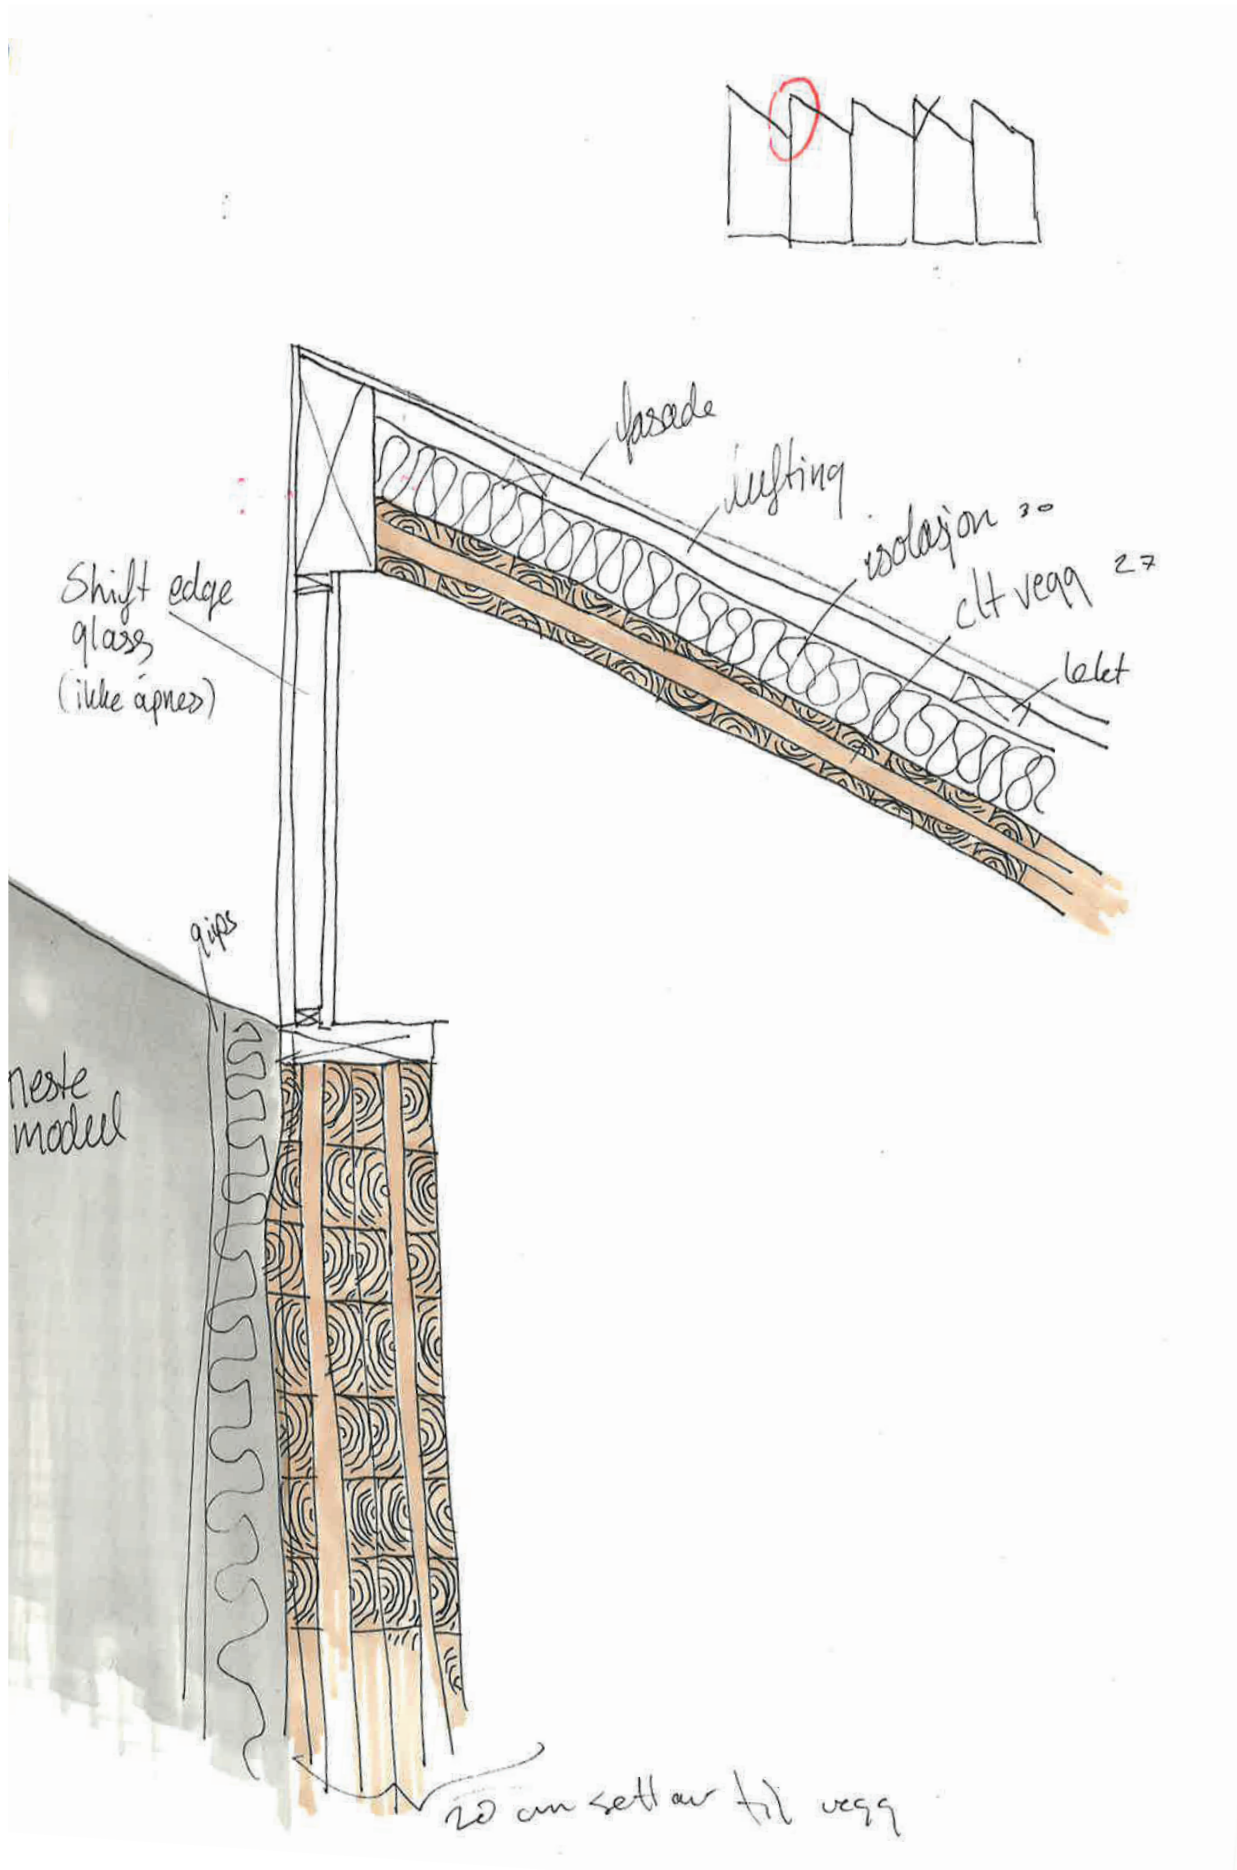 fasade
lufting
isolasjon 30
clt vegg 27
lekt
Shift edge
glass
(ikke åpnes)
gips
neste
modul
20 cm sett av til vegg